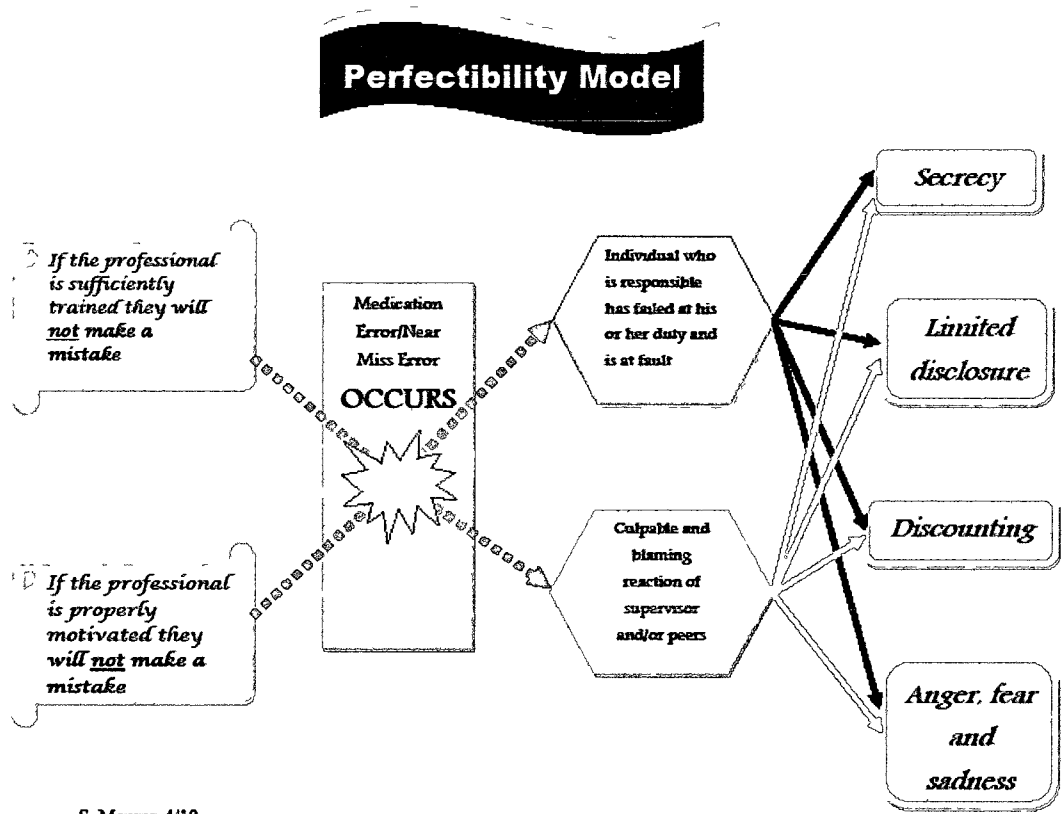 Perfectibility Model
If the professional
is sufficiently
trained they will
not make a
mistake
If the professional
is properly
motivated they
will not make a
mistake
Medication
Error/Near
Miss Error
OCCURS
Individual who
is responsible
has failed at his
or her duty and
is at fault
Culpable and
blaming
reaction of
supervisor
and/or peers
Secrecy
Limited
disclosure
Discounting
Anger, fear
and
sadness